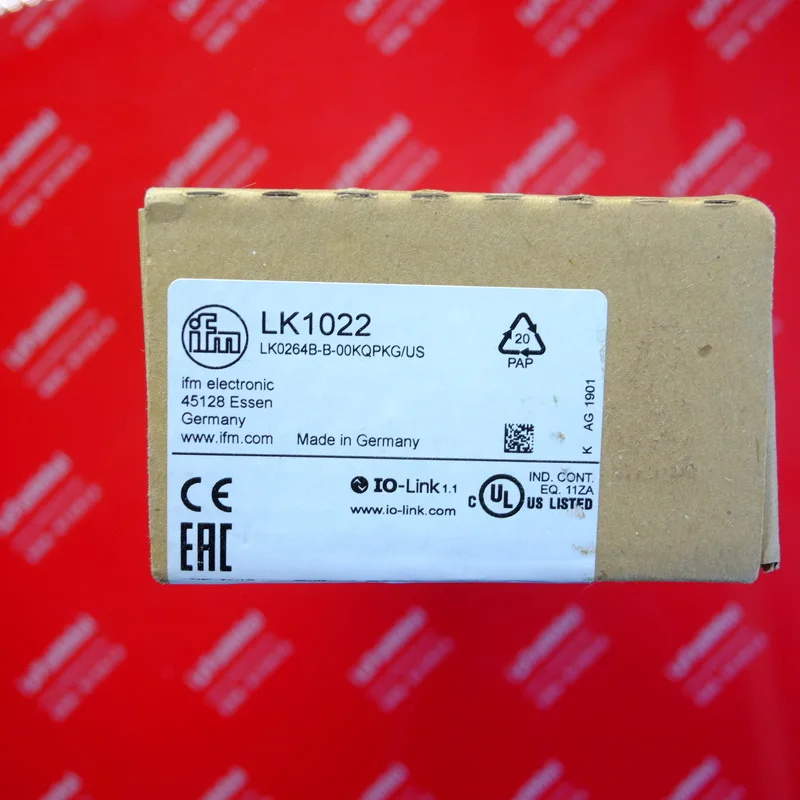 ifm
LK1022
LK0264B-B-00KQPKG/US
ifm electronic
45128 Essen
Germany
www.ifm.com
Made in Germany
20
PAP
K AG 1901
CE
EAC
IO-Link 1.1
www.io-link.com
C UL US LISTED
IND. CONT.
EQ. 11ZA